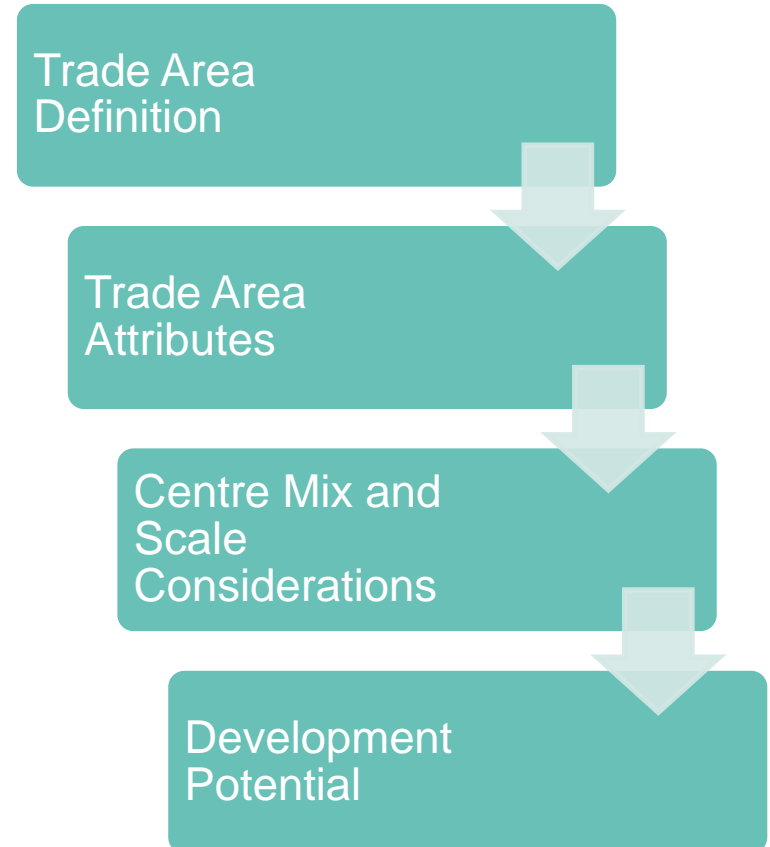 Trade Area
Definition
Trade Area
Attributes
Centre Mix and
Scale
Considerations
Development
Potential